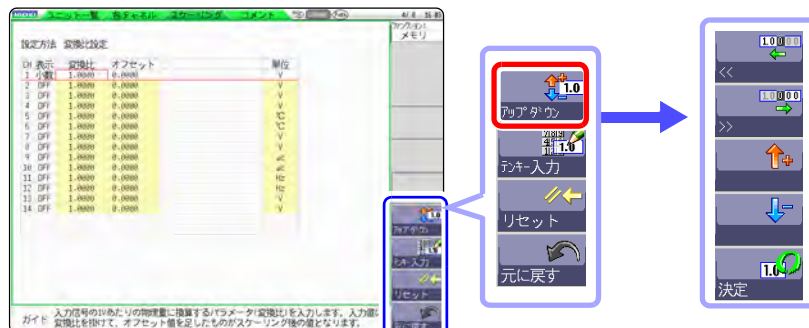 ユニット一覧 各チャネル スケーリング コメント
ファンクション:
メモリ
設定方法 変換比設定
CH 表示 変換比 オフセット 単位
1 小数 1.0000 0.0000 V
2 OFF 1.0000 0.0000 V
3 OFF 1.0000 0.0000 V
4 OFF 1.0000 0.0000 V
5 OFF 1.0000 0.0000 ℃
6 OFF 1.0000 0.0000 ℃
7 OFF 1.0000 0.0000 V
8 OFF 1.0000 0.0000 V
9 OFF 1.0000 0.0000
10 OFF 1.0000 0.0000
11 OFF 1.0000 0.0000 Hz
12 OFF 1.0000 0.0000 Hz
13 OFF 1.0000 0.0000 V
14 OFF 1.0000 0.0000 V
1.0
アップダウン
テンキー入力
リセット
元に戻す
ガイド 入力信号の1Vあたりの物理量に換算するパラメータ(変換比)を入力します。入力値に
変換比を掛けて、オフセット値を足したものがスケーリング後の値となります。
1.0
アップダウン
1.0
テンキー入力
リセット
元に戻す
1.0000
<<
1.0000
>>
1.0
決定